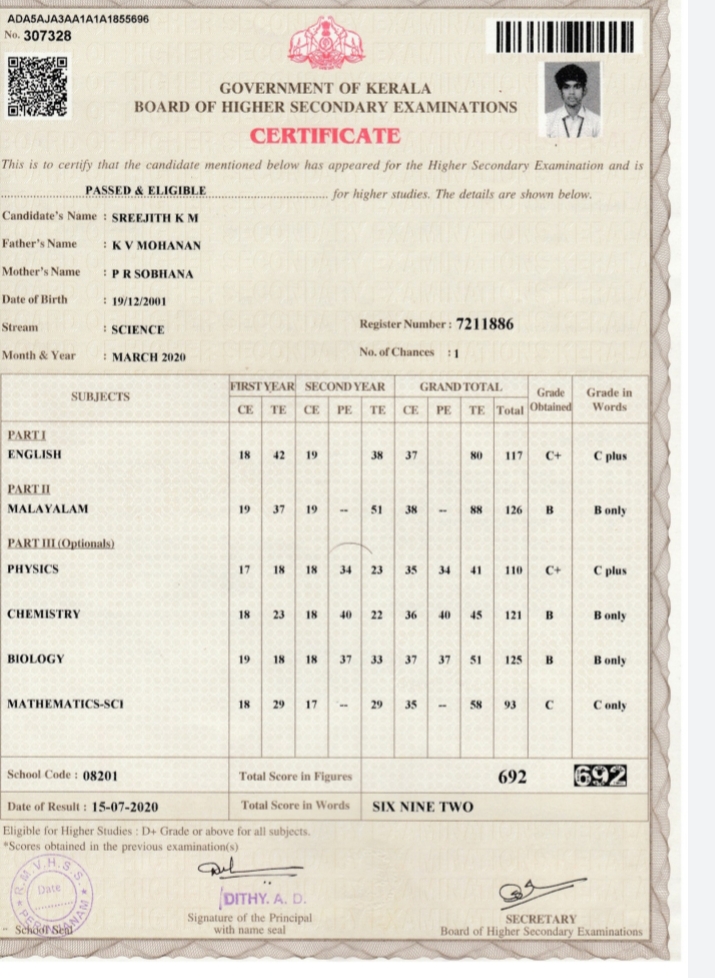 ADA5AJA3AA1A1A1855696
No. 307328
GOVERNMENT OF KERALA
BOARD OF HIGHER SECONDARY EXAMINATIONS
CERTIFICATE
This is to certify that the candidate mentioned below has appeared for the Higher Secondary Examination and is
PASSED & ELIGIBLE for higher studies. The details are shown below.
Candidate's Name : SREEJITH K M
Father's Name : K V MOHANAN
Mother's Name : P R SOBHANA
Date of Birth : 19/12/2001
Stream : SCIENCE Register Number : 7211886
Month & Year : MARCH 2020 No. of Chances : 1
SUBJECTS FIRST YEAR SECOND YEAR GRAND TOTAL Grade Obtained Grade in Words
CE TE CE PE TE CE PE TE Total
PART I
ENGLISH 18 42 19 38 37 80 117 C+ C plus
PART II
MALAYALAM 19 37 19 -- 51 38 -- 88 126 B B only
PART III (Optionals)
PHYSICS 17 18 18 34 23 35 34 41 110 C+ C plus
CHEMISTRY 18 23 18 40 22 36 40 45 121 B B only
BIOLOGY 19 18 18 37 33 37 37 51 125 B B only
MATHEMATICS-SCI 18 29 17 -- 29 35 -- 58 93 C C only
School Code : 08201 Total Score in Figures 692 692
Date of Result : 15-07-2020 Total Score in Words SIX NINE TWO
Eligible for Higher Studies : D+ Grade or above for all subjects.
*Scores obtained in the previous examination(s)
R.M.V.H.S.S
Date
DITHY. A. D.
School Seal
Signature of the Principal
with name seal
SECRETARY
Board of Higher Secondary Examinations